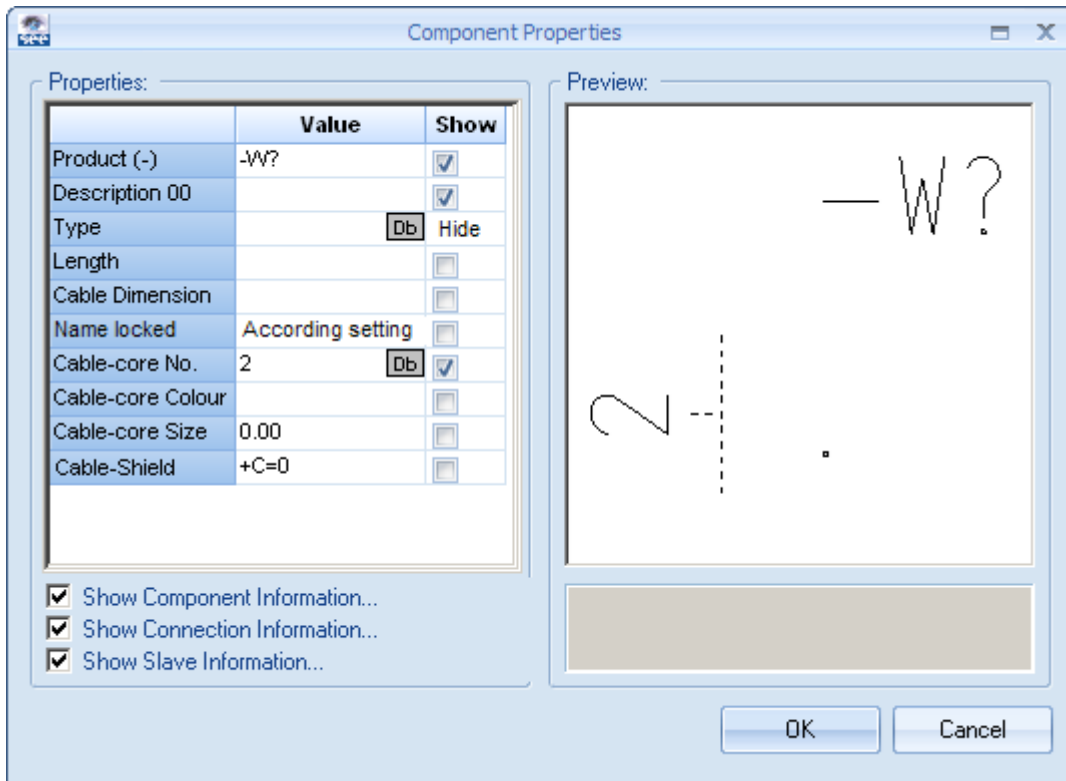 see
Component Properties
Properties:
Value Show
Product (-) -W?
Description 00
Type Db Hide
Length
Cable Dimension
Name locked According setting
Cable-core No. 2 Db
Cable-core Colour
Cable-core Size 0.00
Cable-Shield +C=0
Show Component Information...
Show Connection Information...
Show Slave Information...
Preview:
—W?
2
OK Cancel